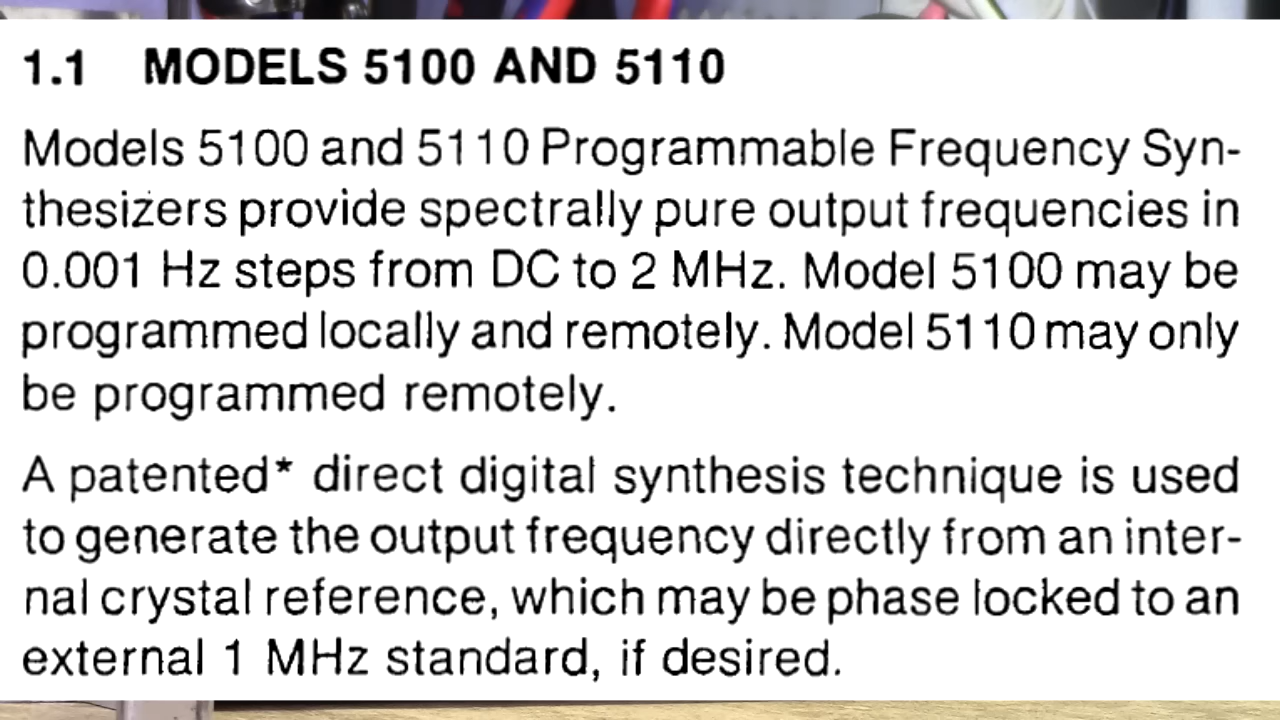 1.1 MODELS 5100 AND 5110
Models 5100 and 5110 Programmable Frequency Syn-
thesizers provide spectrally pure output frequencies in
0.001 Hz steps from DC to 2 MHz. Model 5100 may be
programmed locally and remotely. Model 5110 may only
be programmed remotely.
A patented* direct digital synthesis technique is used
to generate the output frequency directly from an inter-
nal crystal reference, which may be phase locked to an
external 1 MHz standard, if desired.